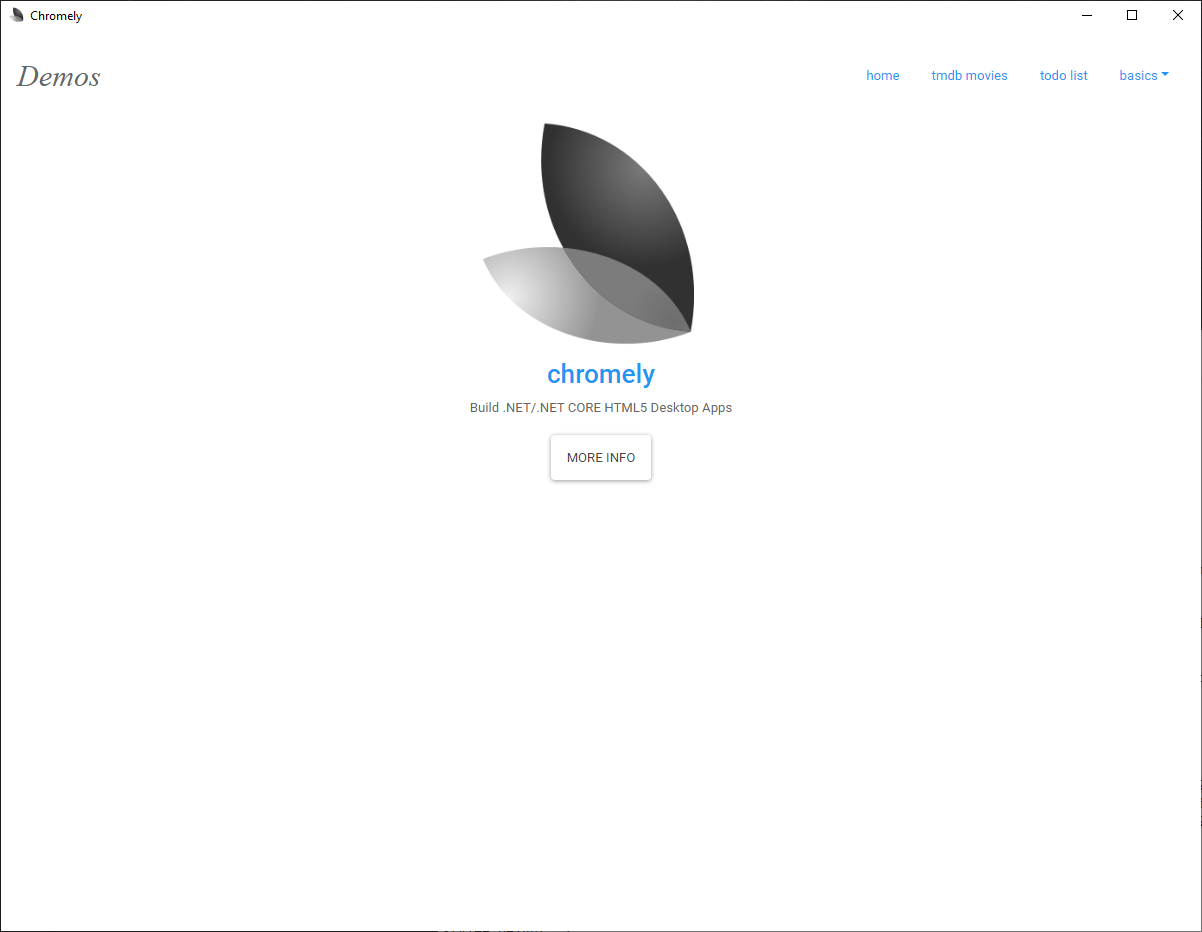 Chromely
Demos
home
tmdb movies
todo list
basics
chromely
Build .NET/.NET CORE HTML5 Desktop Apps
MORE INFO